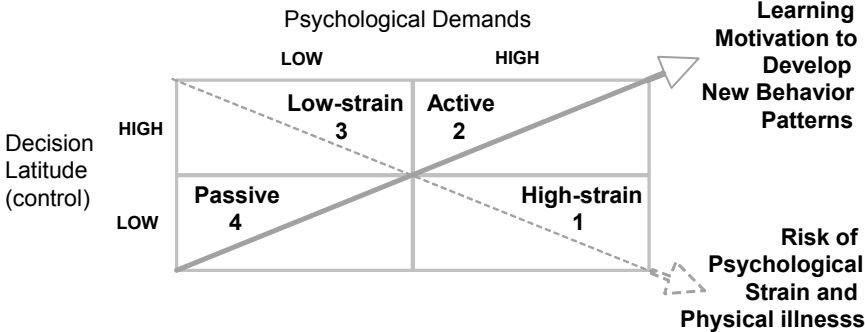 Psychological Demands
LOW
HIGH
Learning
Motivation to
Develop
New Behavior
Patterns
Decision
Latitude
(control)
HIGH
LOW
Low-strain
3
Active
2
Passive
4
High-strain
1
Risk of
Psychological
Strain and
Physical illnesss